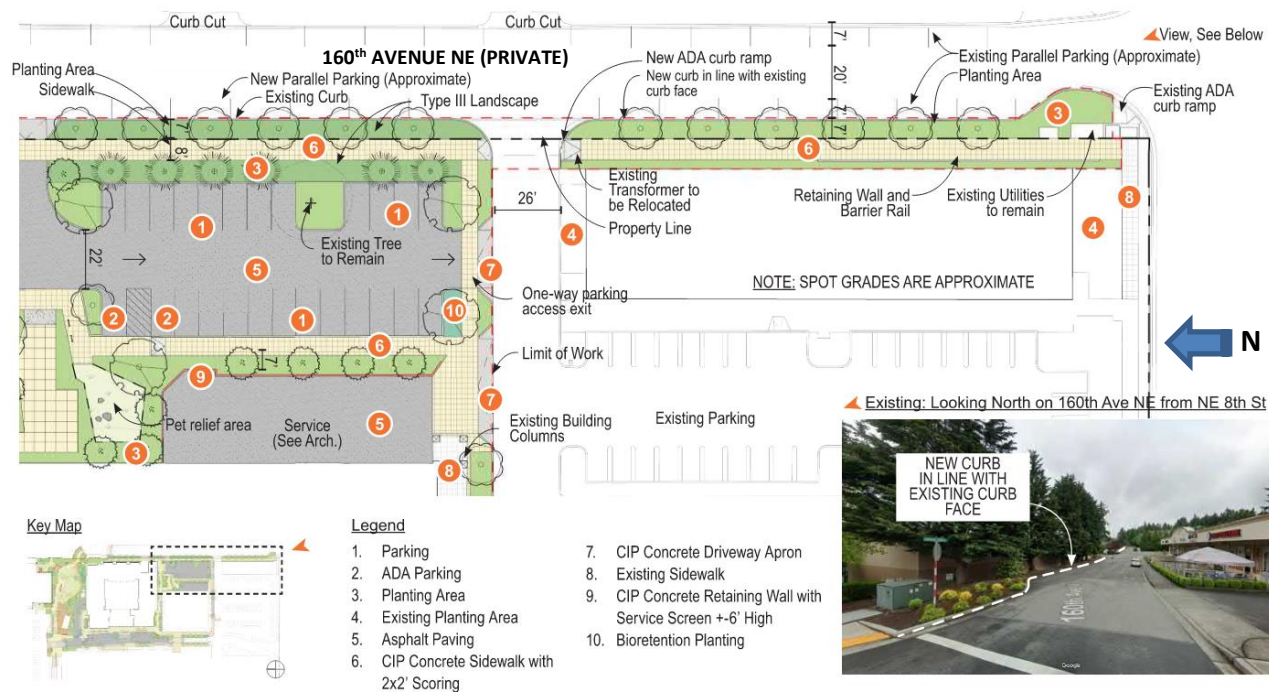 Curb Cut
Curb Cut
160th AVENUE NE (PRIVATE)
Planting Area
Sidewalk
New Parallel Parking (Approximate)
Existing Curb
Type III Landscape
New ADA curb ramp
New curb in line with existing
curb face
7'
20'
7'
7'
Existing Parallel Parking (Approximate)
Planting Area
View, See Below
Existing ADA
curb ramp
7'
8'
6
3
3
6
Existing
Transformer to
be Relocated
Property Line
Retaining Wall and
Barrier Rail
Existing Utilities
to remain
8
1
1
26'
4
4
Existing Tree
to Remain
22'
5
7
NOTE: SPOT GRADES ARE APPROXIMATE
One-way parking
access exit
2
2
1
10
6
Limit of Work
N
7'
9
7
Pet relief area
Service
(See Arch.)
5
Existing Building
Columns
Existing Parking
3
8
Existing: Looking North on 160th Ave NE from NE 8th St
NEW CURB
IN LINE WITH
EXISTING CURB
FACE
160th Ave
Google
Key Map
Legend
1. Parking
2. ADA Parking
3. Planting Area
4. Existing Planting Area
5. Asphalt Paving
6. CIP Concrete Sidewalk with
2x2' Scoring
7. CIP Concrete Driveway Apron
8. Existing Sidewalk
9. CIP Concrete Retaining Wall with
Service Screen +-6' High
10. Bioretention Planting